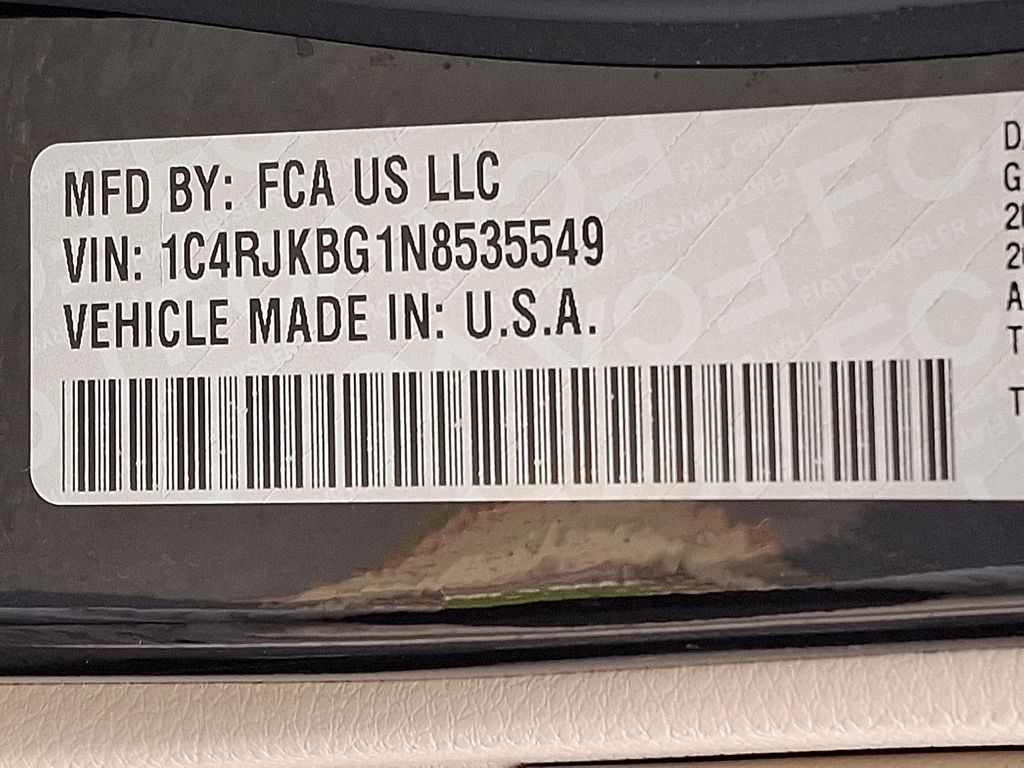 MFD BY: FCA US LLC
VIN: 1C4RJKBG1N8535549
VEHICLE MADE IN: U.S.A.